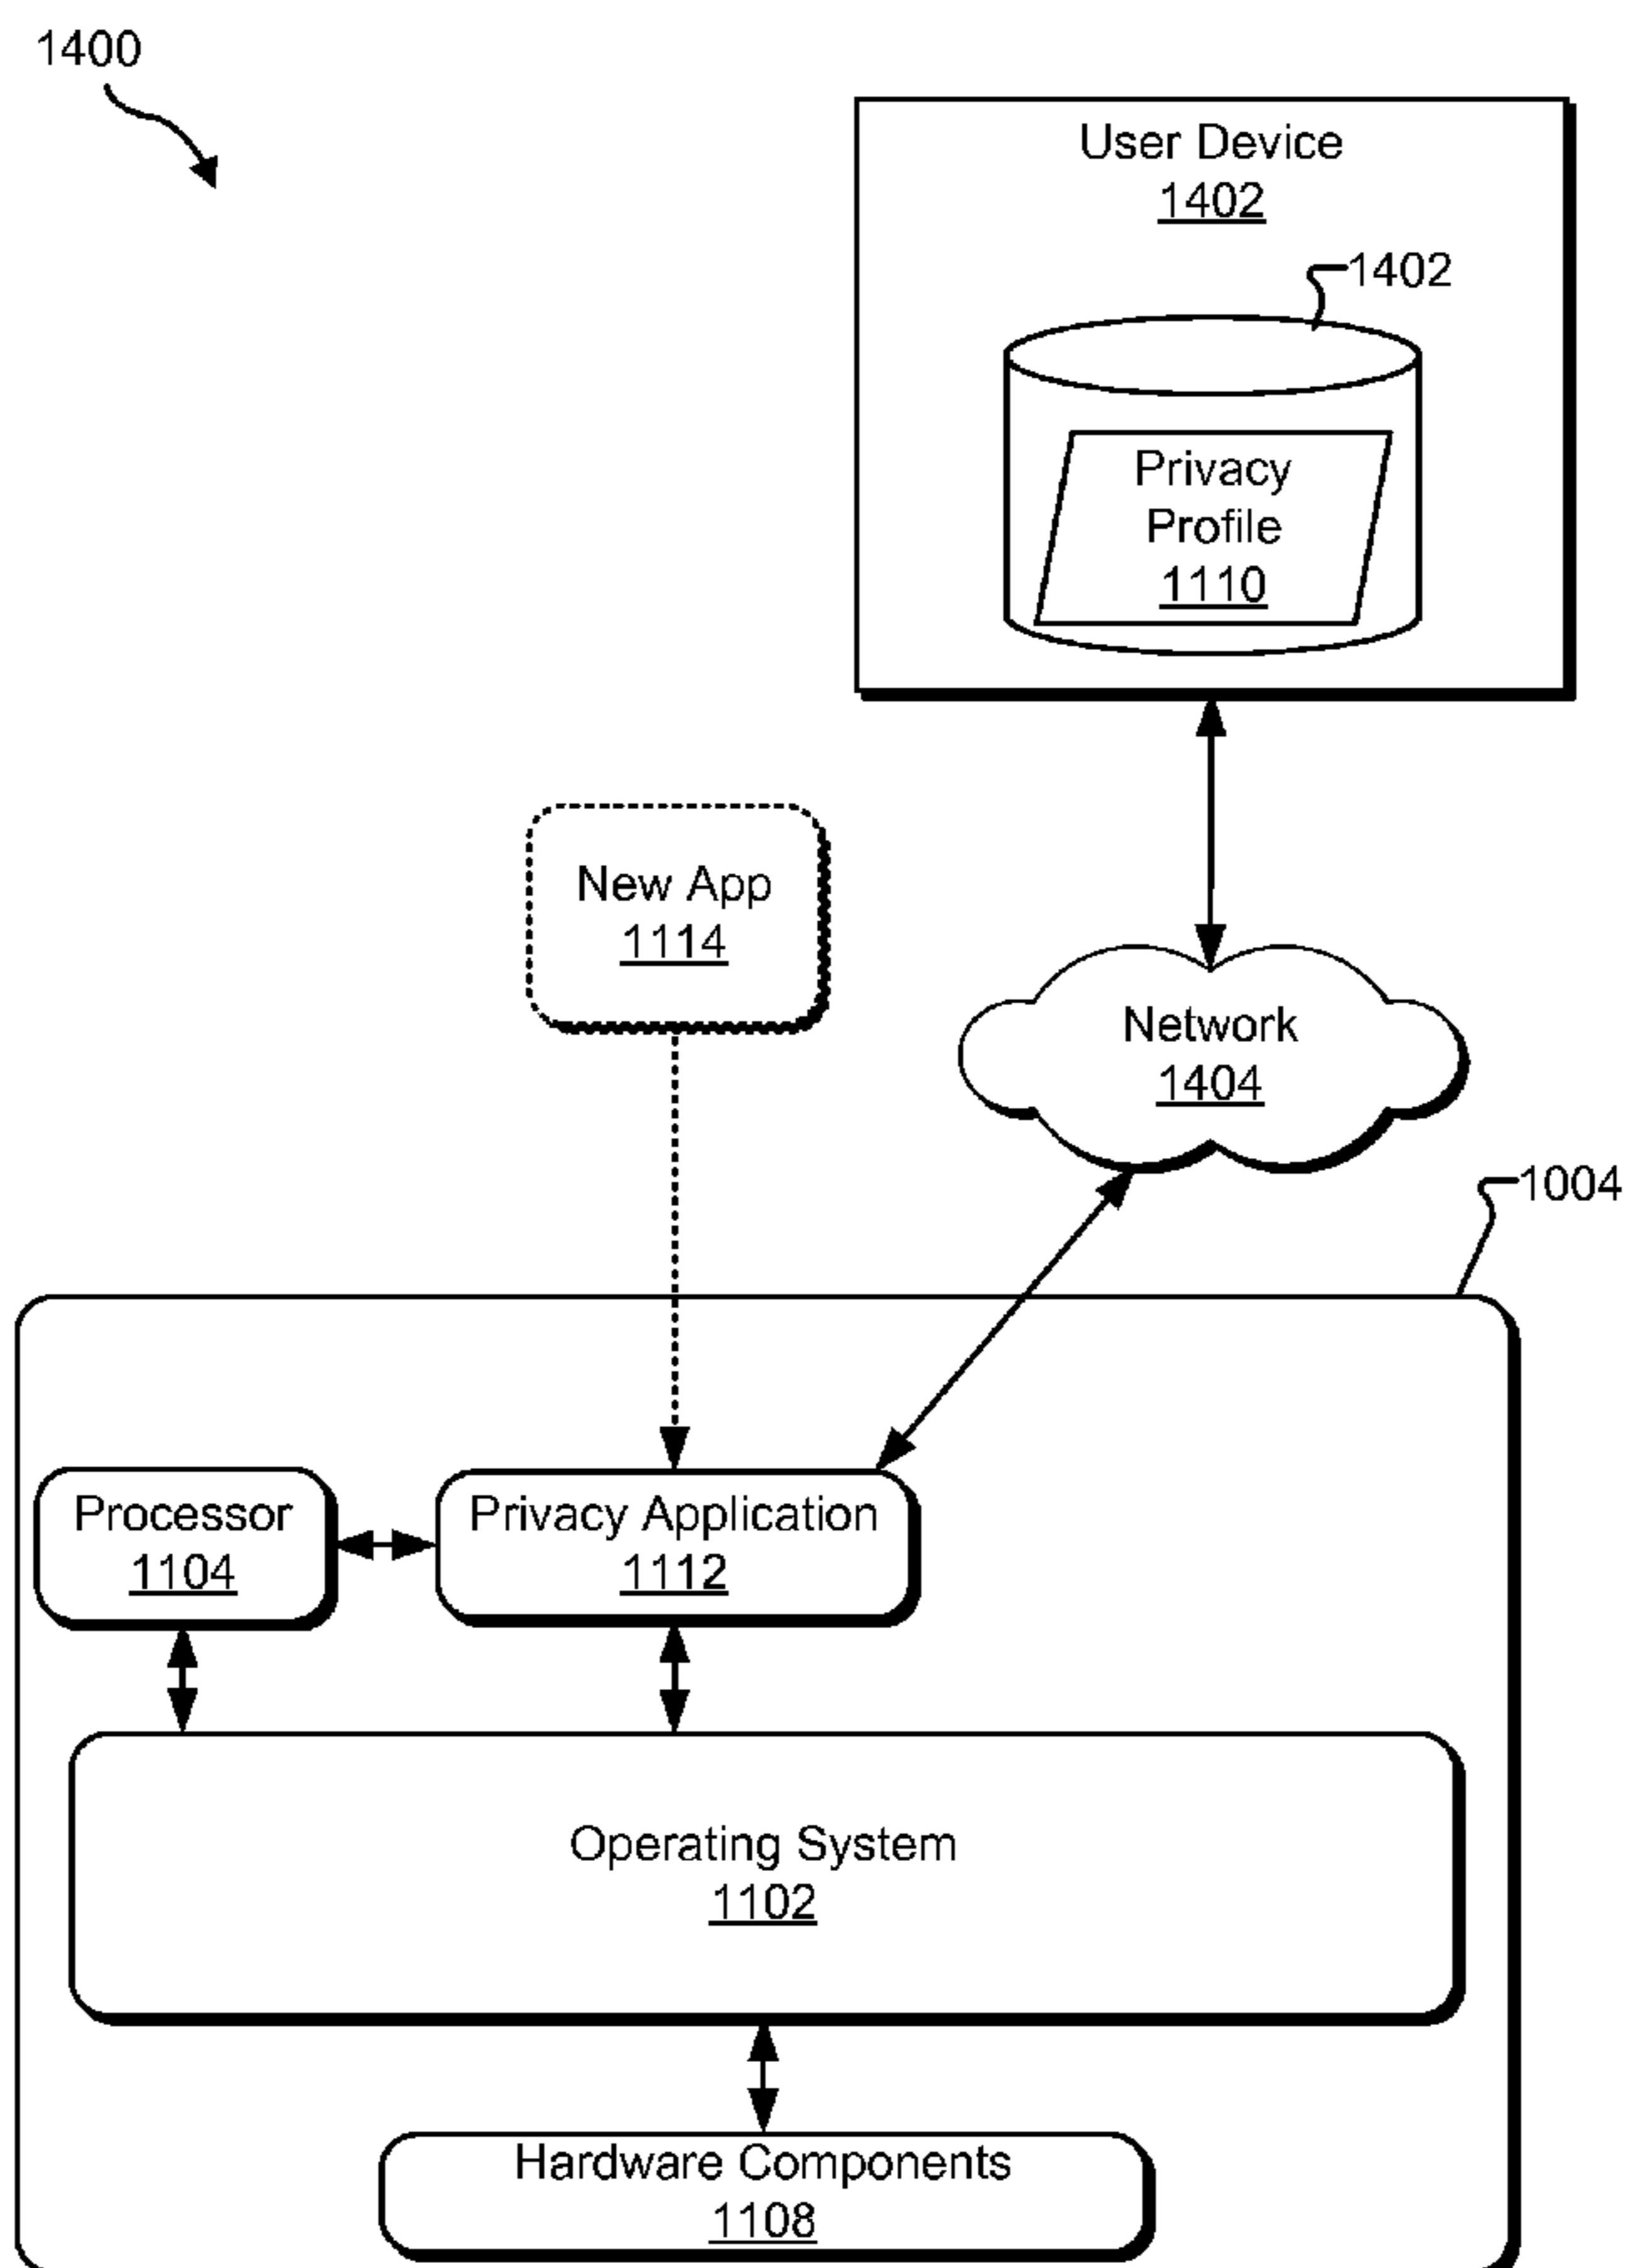 1400
User Device
1402
1402
Privacy
Profile
1110
New App
1114
Network
1404
1004
Processor
1104
Privacy Application
1112
Operating System
1102
Hardware Components
1108